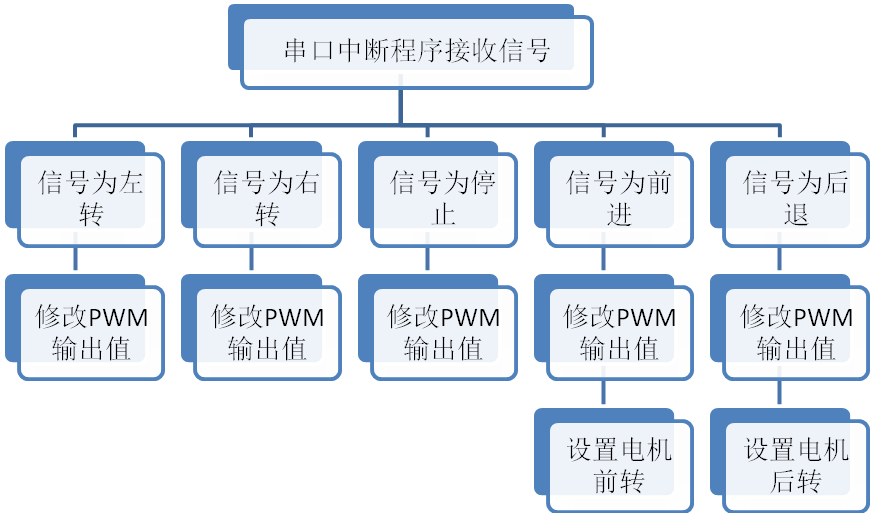 串口中断程序接收信号
信号为左
转
信号为右
转
信号为停
止
信号为前
进
信号为后
退
修改PWM
输出值
修改PWM
输出值
修改PWM
输出值
修改PWM
输出值
修改PWM
输出值
设置电机
前转
设置电机
后转